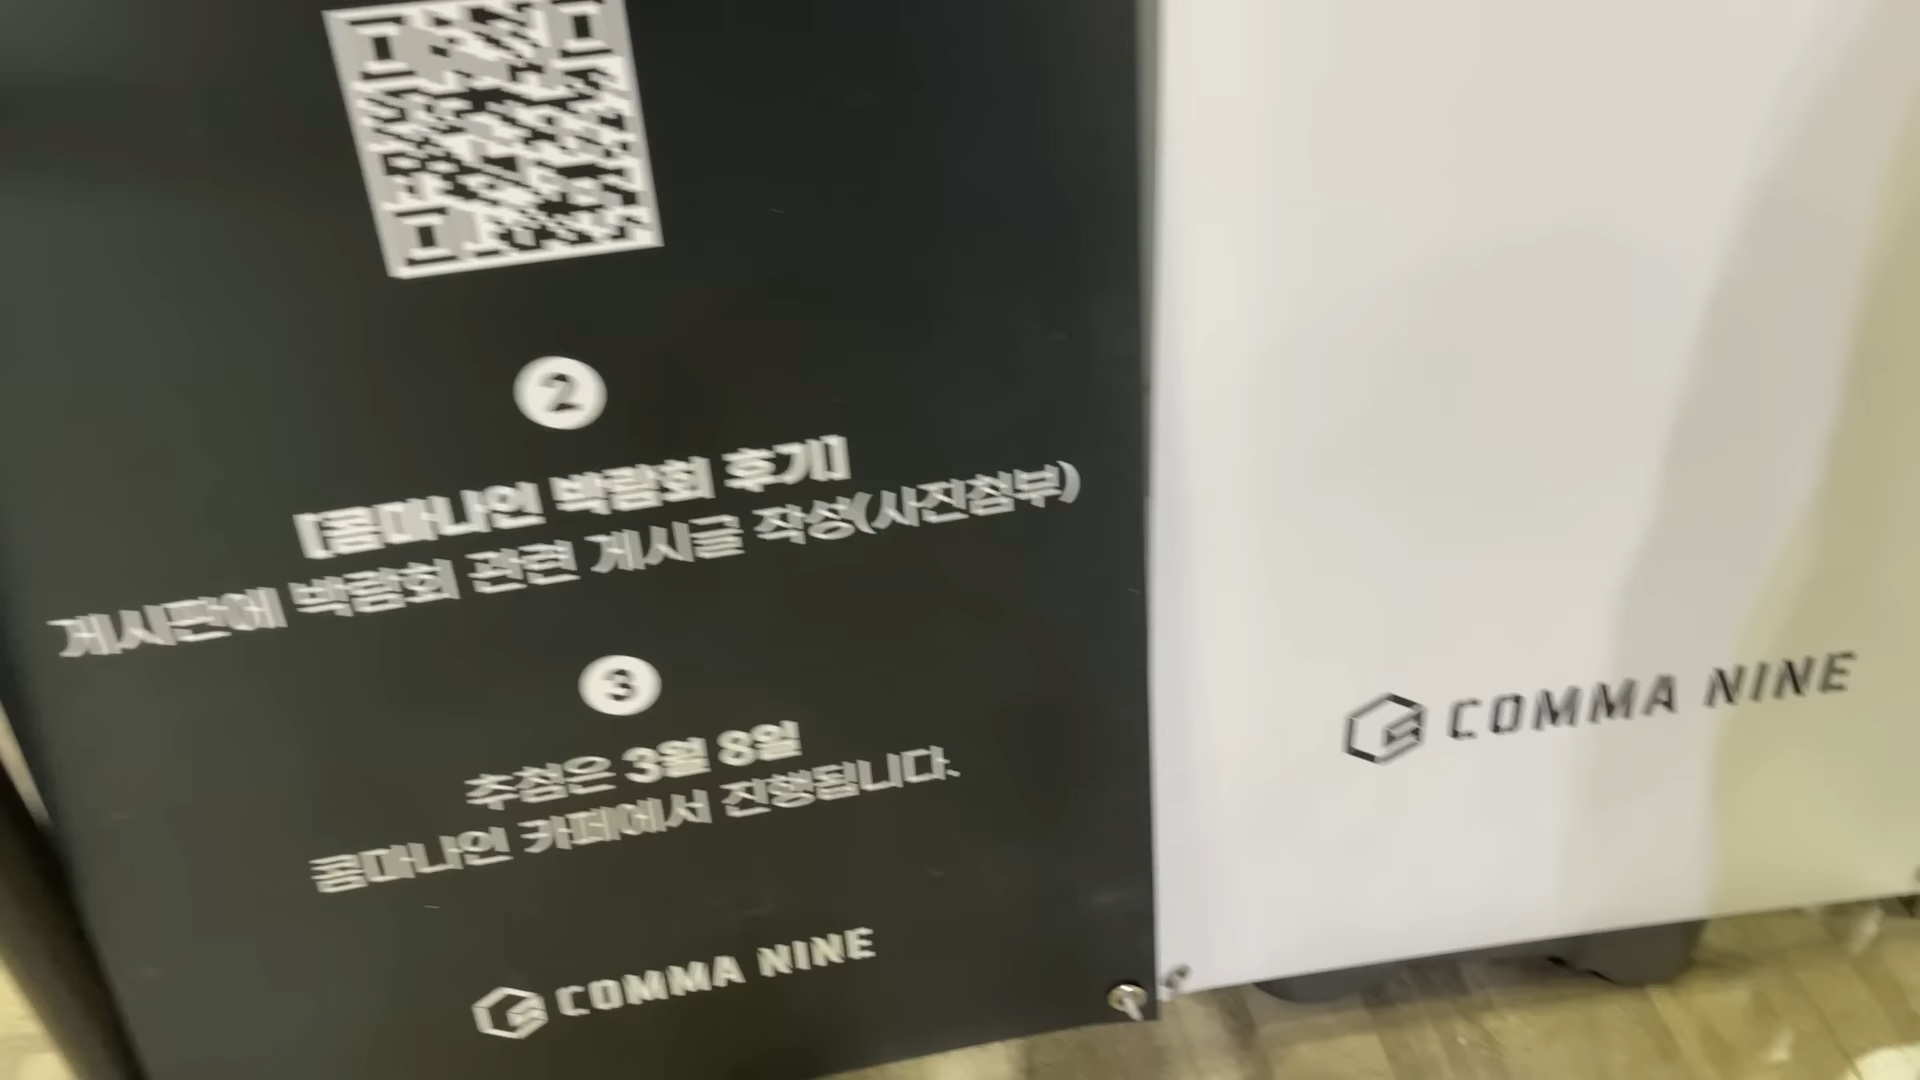 2
[콤마나인 박람회 후기]
게시판에 박람회 관련 게시글 작성(사진첨부)
3
추첨은 3월 8일
콤마나인 카페에서 진행됩니다.
COMMA NINE
COMMA NINE